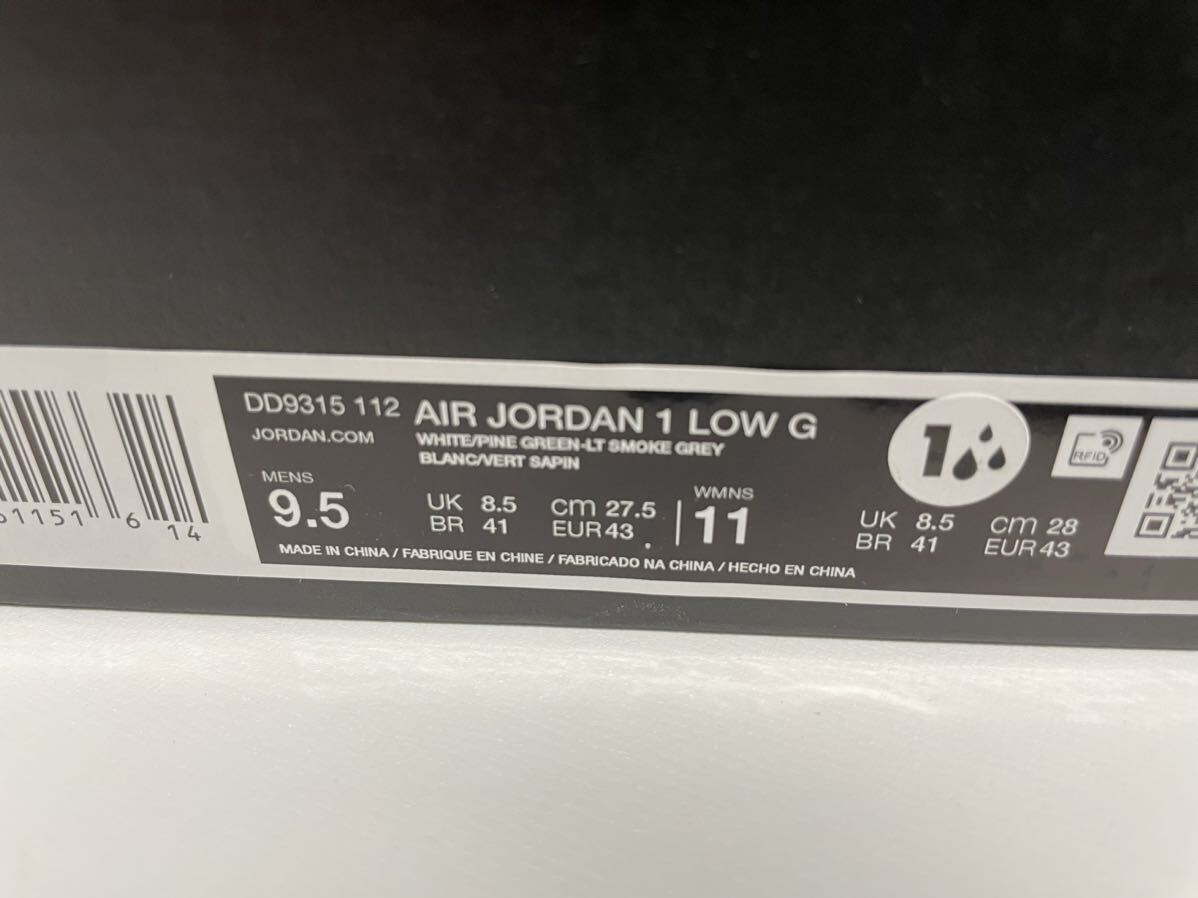 DD9315 112 AIR JORDAN 1 LOW G
JORDAN.COM
WHITE/PINE GREEN-LT SMOKE GREY
BLANC/VERT SAPIN
MENS
9.5
UK 8.5
BR 41
cm 27.5
EUR 43
WMNS
11
UK 8.5
BR 41
cm 28
EUR 43
MADE IN CHINA / FABRIQUE EN CHINE / FABRICADO NA CHINA / HECHO EN CHINA
1
RFID
61151 6 14